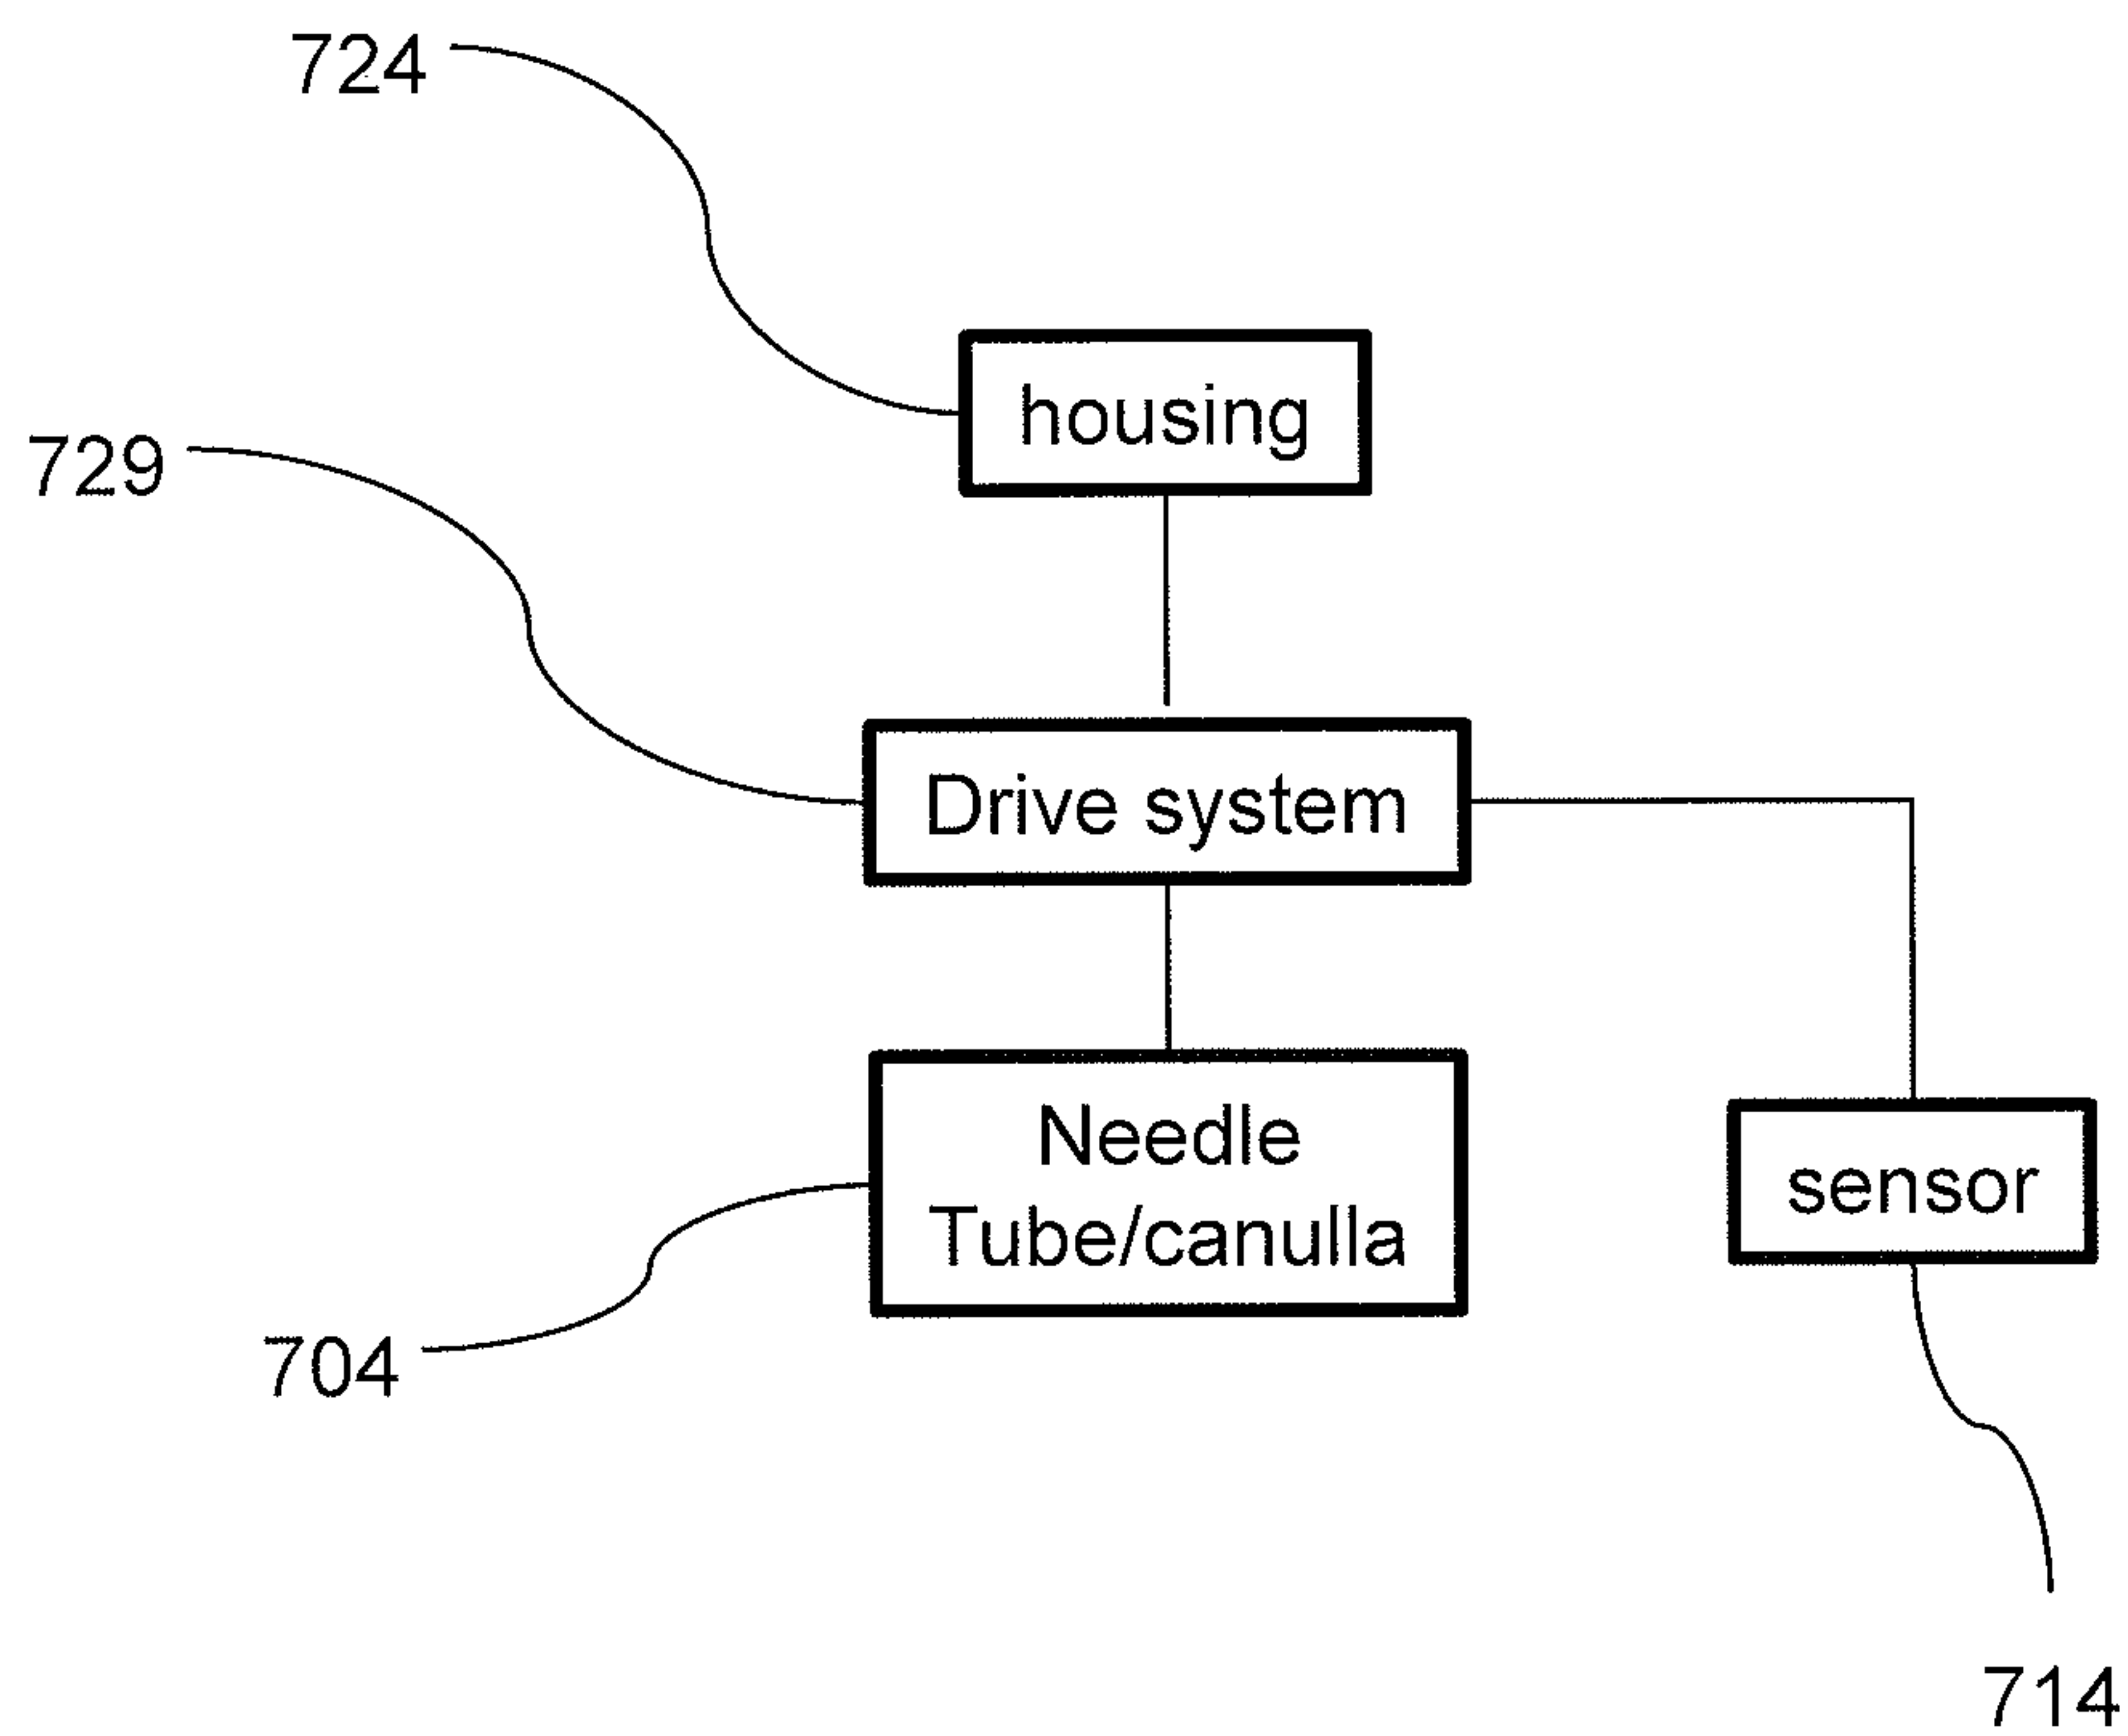 724
housing
729
Drive system
Needle
Tube/canulla
sensor
704
714